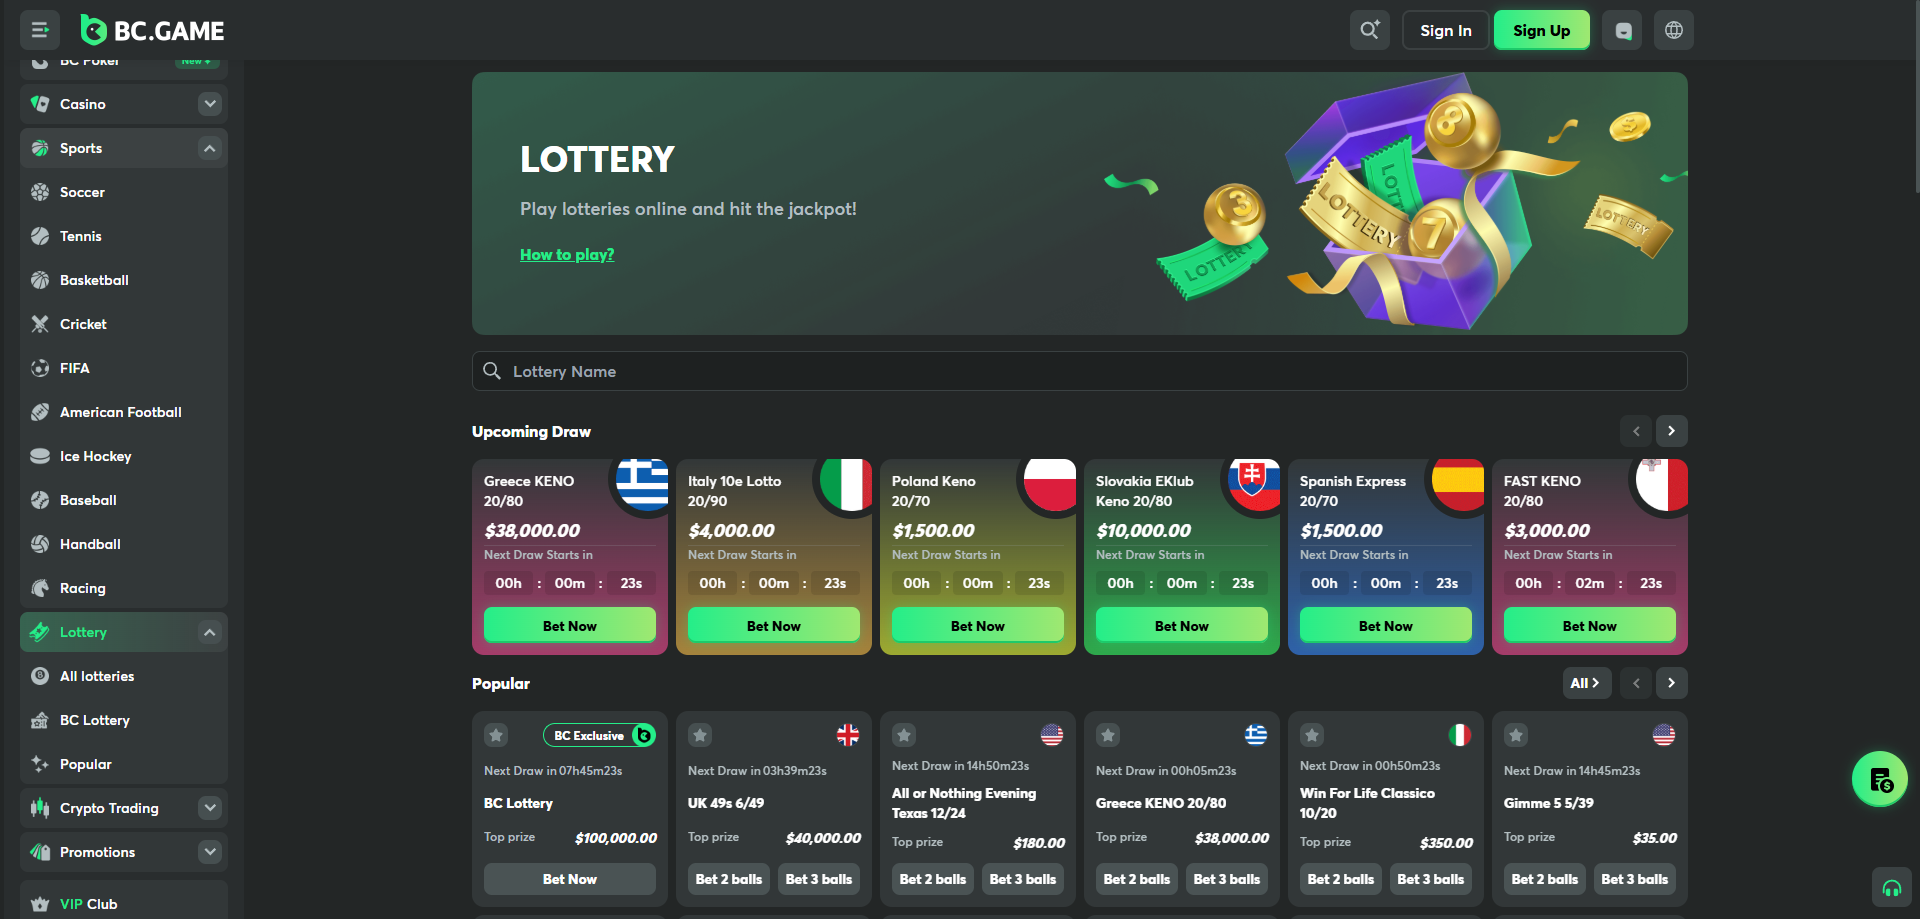 BC.GAME
Sign In
Sign Up
BC Poker
New +
Casino
Sports
Soccer
Tennis
Basketball
Cricket
FIFA
American Football
Ice Hockey
Baseball
Handball
Racing
Lottery
All lotteries
BC Lottery
Popular
Crypto Trading
Promotions
VIP Club
LOTTERY
Play lotteries online and hit the jackpot!
How to play?
8
3
7
LOTTERY
LOTTERY
LOTT
LOTTERY
Lottery Name
Upcoming Draw
Greece KENO
20/80
$38,000.00
Next Draw Starts in
00h : 00m : 23s
Bet Now
Italy 10e Lotto
20/90
$4,000.00
Next Draw Starts in
00h : 00m : 23s
Bet Now
Poland Keno
20/70
$1,500.00
Next Draw Starts in
00h : 00m : 23s
Bet Now
Slovakia EKlub
Keno 20/80
$10,000.00
Next Draw Starts in
00h : 00m : 23s
Bet Now
Spanish Express
20/70
$1,500.00
Next Draw Starts in
00h : 00m : 23s
Bet Now
FAST KENO
20/80
$3,000.00
Next Draw Starts in
00h : 02m : 23s
Bet Now
Popular
All
BC Exclusive
Next Draw in 07h45m23s
BC Lottery
Top prize $100,000.00
Bet Now
Next Draw in 03h39m23s
UK 49s 6/49
Top prize $40,000.00
Bet 2 balls Bet 3 balls
Next Draw in 14h50m23s
All or Nothing Evening
Texas 12/24
Top prize $180.00
Bet 2 balls Bet 3 balls
Next Draw in 00h05m23s
Greece KENO 20/80
Top prize $38,000.00
Bet 2 balls Bet 3 balls
Next Draw in 00h50m23s
Win For Life Classico
10/20
Top prize $350.00
Bet 2 balls Bet 3 balls
Next Draw in 14h45m23s
Gimme 5 5/39
Top prize $35.00
Bet 2 balls Bet 3 balls